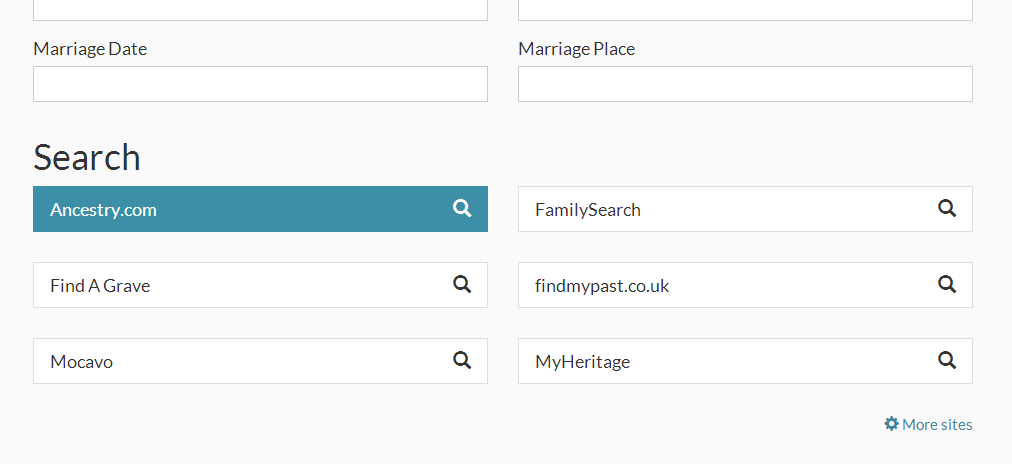 Marriage Date
Marriage Place
Search
Ancestry.com
FamilySearch
Find A Grave
findmypast.co.uk
Mocavo
MyHeritage
More sites